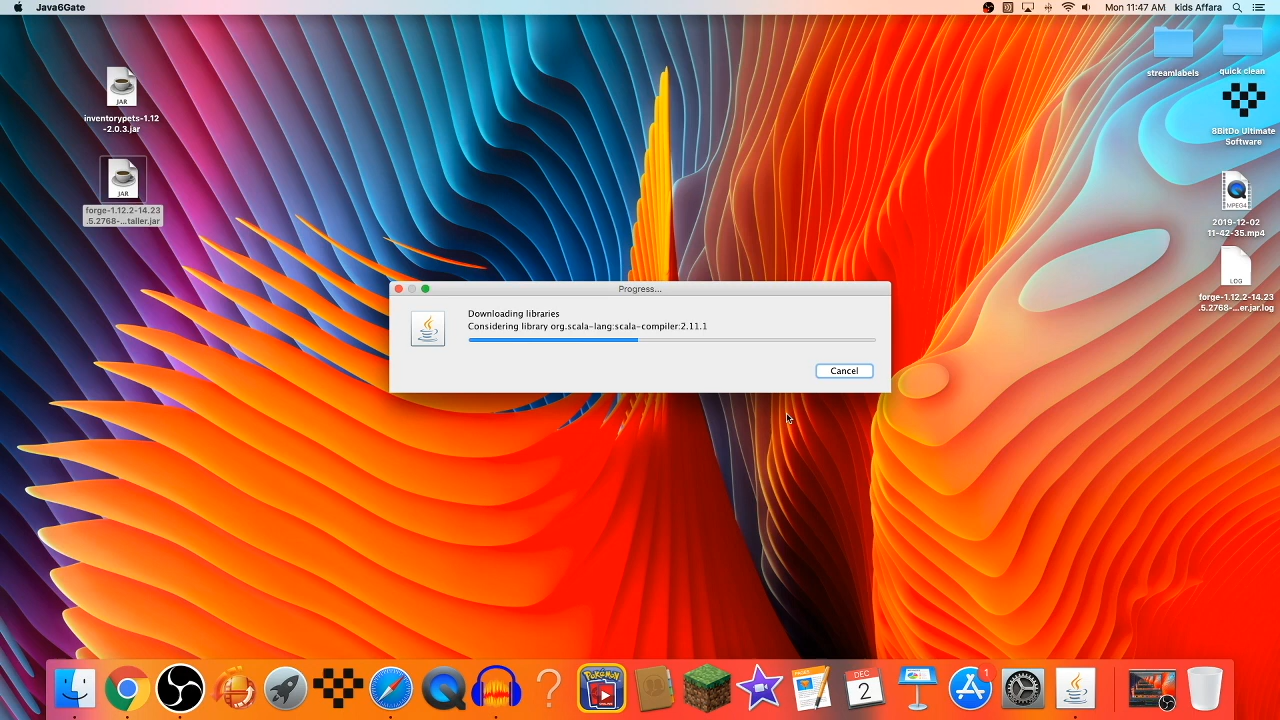 Java6Gate
Mon 11:47 AM
kids Affara
streamlabels
quick clean
JAR
inventorypets-1.12
-2.0.3.jar
8BitDo Ultimate
Software
JAR
forge-1.12.2-14.23
.5.2768-...taller.jar
MPEG4
2019-12-02
11-42-35.mp4
LOG
forge-1.12.2-14.23
.5.2768-...er.jar.log
Progress...
Downloading libraries
Considering library org.scala-lang:scala-compiler:2.11.1
Cancel
POKÉMON
PAGES
DEC
2
1